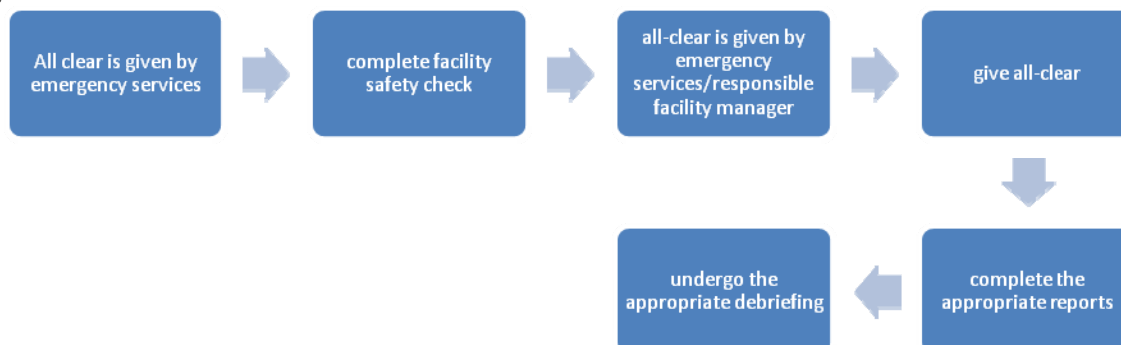 All clear is given by
emergency services
complete facility
safety check
all-clear is given by
emergency
services/responsible
facility manager
give all-clear
complete the
appropriate reports
undergo the
appropriate debriefing